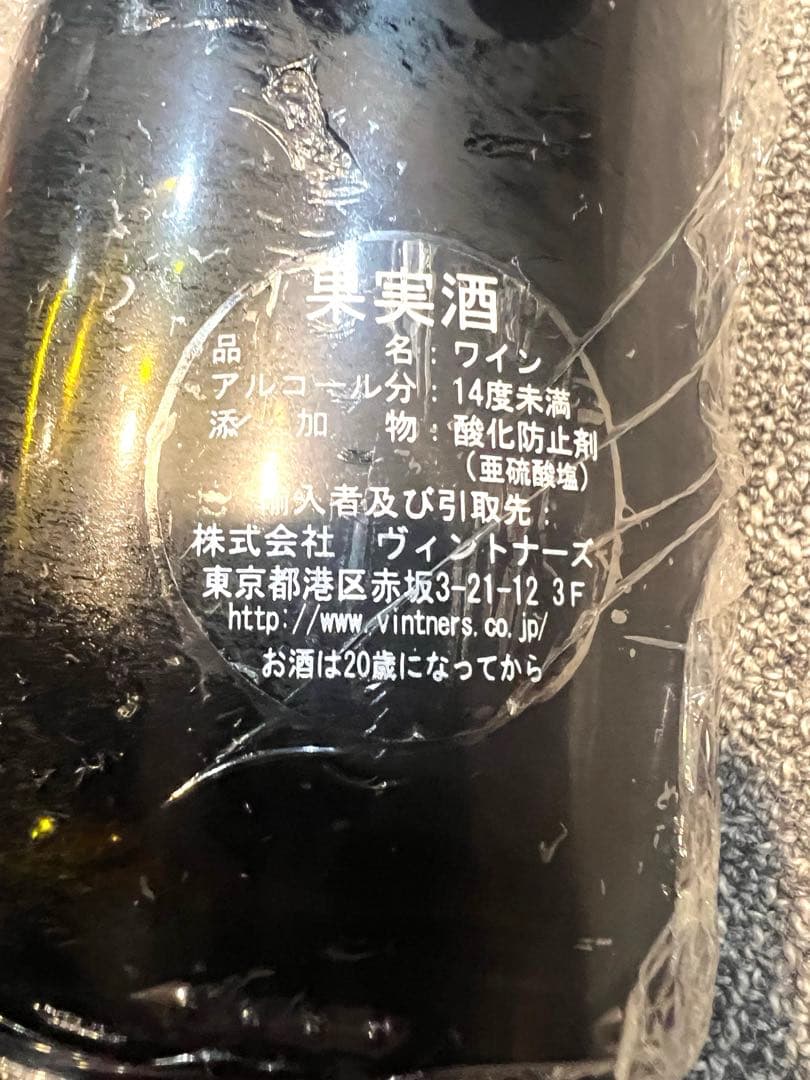 果実酒
品名：ワイン
アルコール分：14度未満
添加物：酸化防止剤
（亜硫酸塩）
輸入者及び引取先：
株式会社 ヴィントナーズ
東京都港区赤坂3-21-12 3F
http://www.vintners.co.jp/
お酒は20歳になってから